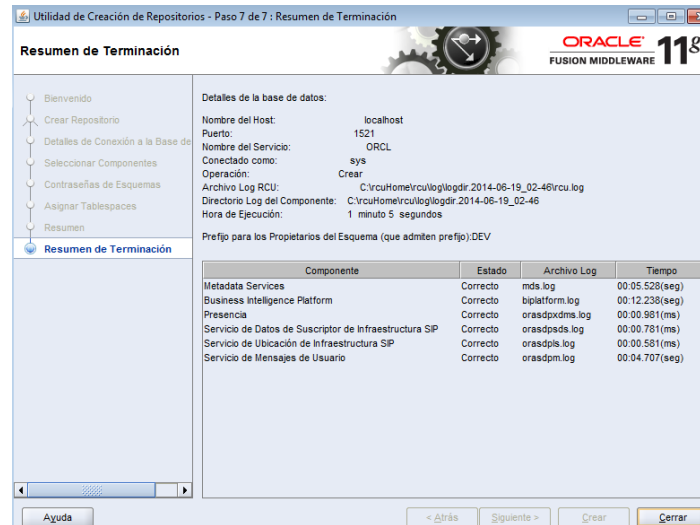 Utilidad de Creación de Repositorios - Paso 7 de 7 : Resumen de Terminación
Resumen de Terminación
ORACLE
FUSION MIDDLEWARE 11g
Bienvenido
Crear Repositorio
Detalles de Conexión a la Base de
Seleccionar Componentes
Contraseñas de Esquemas
Asignar Tablespaces
Resumen
Resumen de Terminación
Detalles de la base de datos:
Nombre del Host: localhost
Puerto: 1521
Nombre del Servicio: ORCL
Conectado como: sys
Operación: Crear
Archivo Log RCU: C:\rcuHome\rcu\log\logdir.2014-06-19_02-46\rcu.log
Directorio Log del Componente: C:\rcuHome\rcu\log\logdir.2014-06-19_02-46
Hora de Ejecución: 1 minuto 5 segundos
Prefijo para los Propietarios del Esquema (que admiten prefijo):DEV
Componente Estado Archivo Log Tiempo
Metadata Services Correcto mds.log 00:05.528(seg)
Business Intelligence Platform Correcto biplatform.log 00:12.238(seg)
Presencia Correcto orasdpxdms.log 00:00.981(ms)
Servicio de Datos de Suscriptor de Infraestructura SIP Correcto orasdpsds.log 00:00.781(ms)
Servicio de Ubicación de Infraestructura SIP Correcto orasdpls.log 00:00.581(ms)
Servicio de Mensajes de Usuario Correcto orasdpm.log 00:04.707(seg)
Ayuda
< Atrás
Siguiente >
Crear
Cerrar